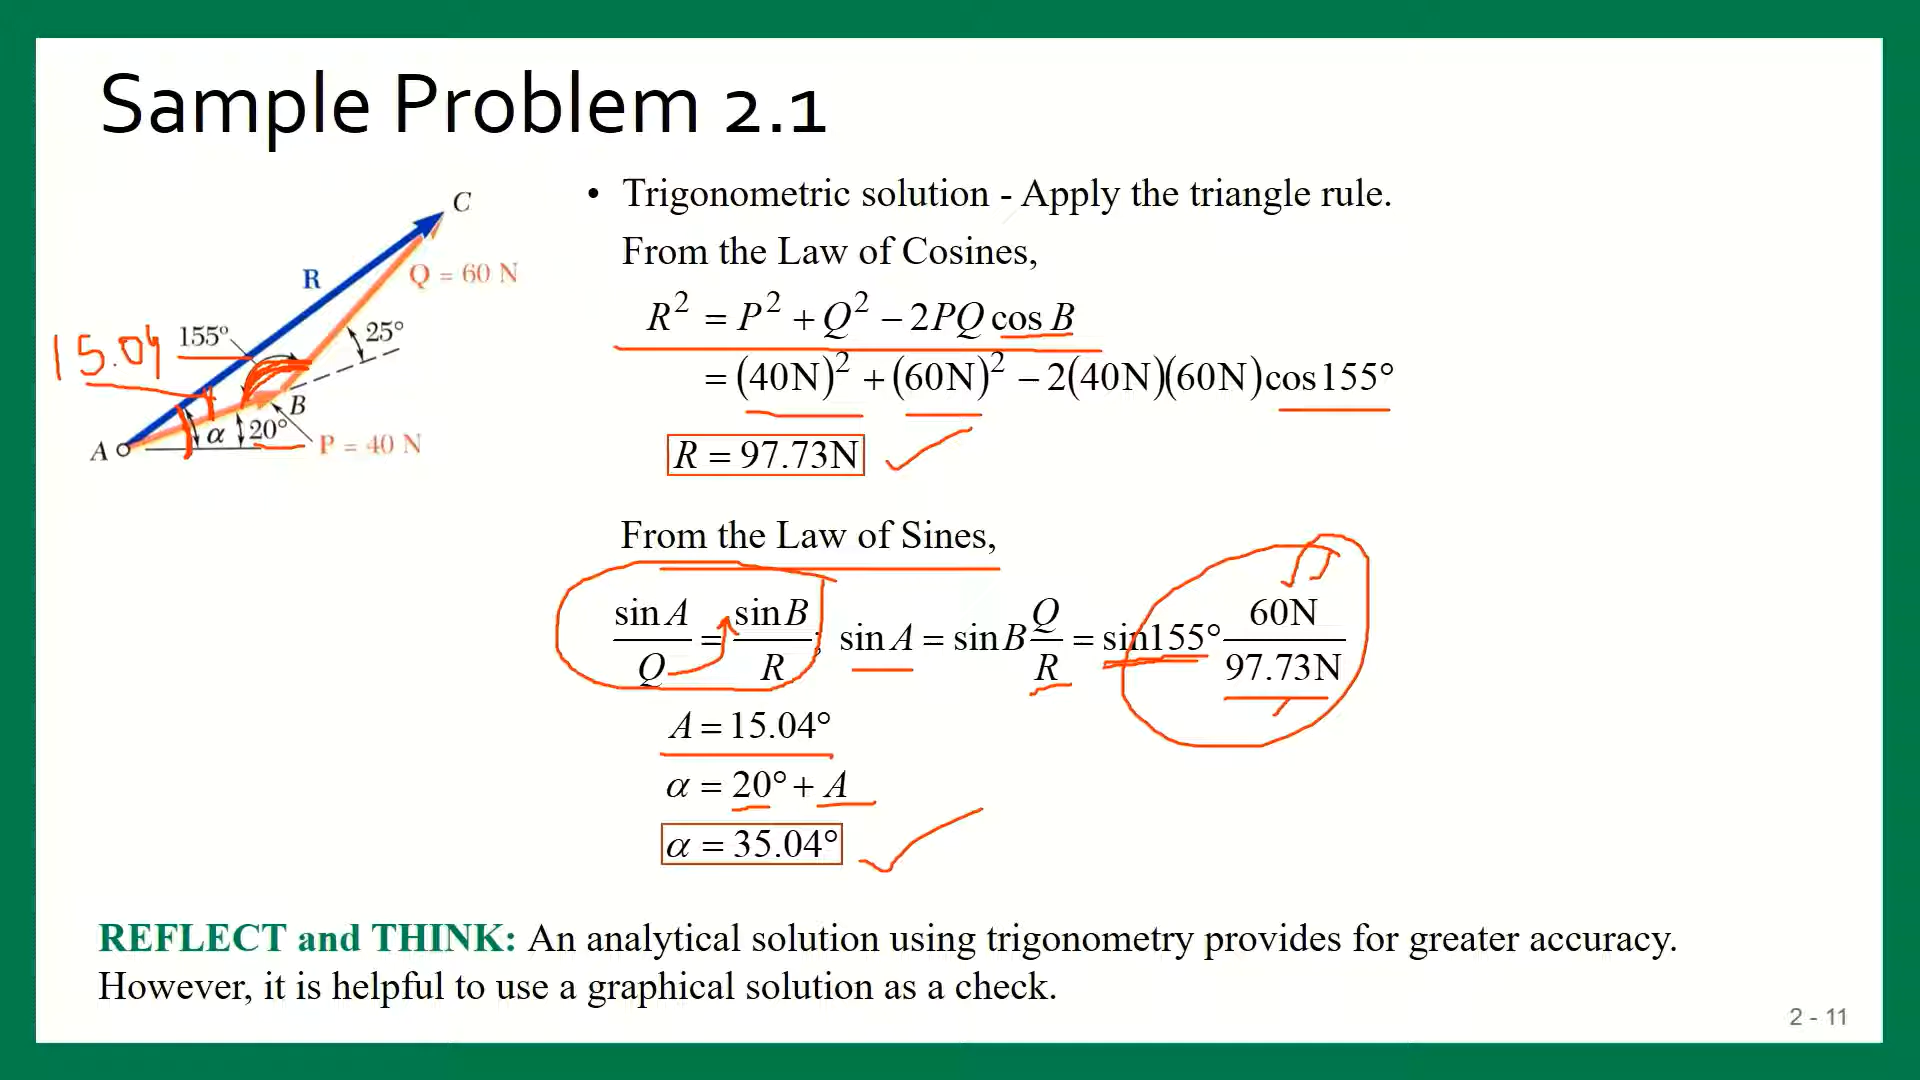 Sample Problem 2.1
C
R
Q = 60 N
15.04
155°
25°
B
A
α
20°
P = 40 N
• Trigonometric solution - Apply the triangle rule.
From the Law of Cosines,
R² = P² + Q² − 2PQ cos B
= (40N)² + (60N)² − 2(40N)(60N)cos155°
R = 97.73N
From the Law of Sines,
sin A / Q = sin B / R ; sin A = sin B Q / R = sin155° 60N / 97.73N
A = 15.04°
α = 20° + A
α = 35.04°
REFLECT and THINK: An analytical solution using trigonometry provides for greater accuracy.
However, it is helpful to use a graphical solution as a check.
2 - 11